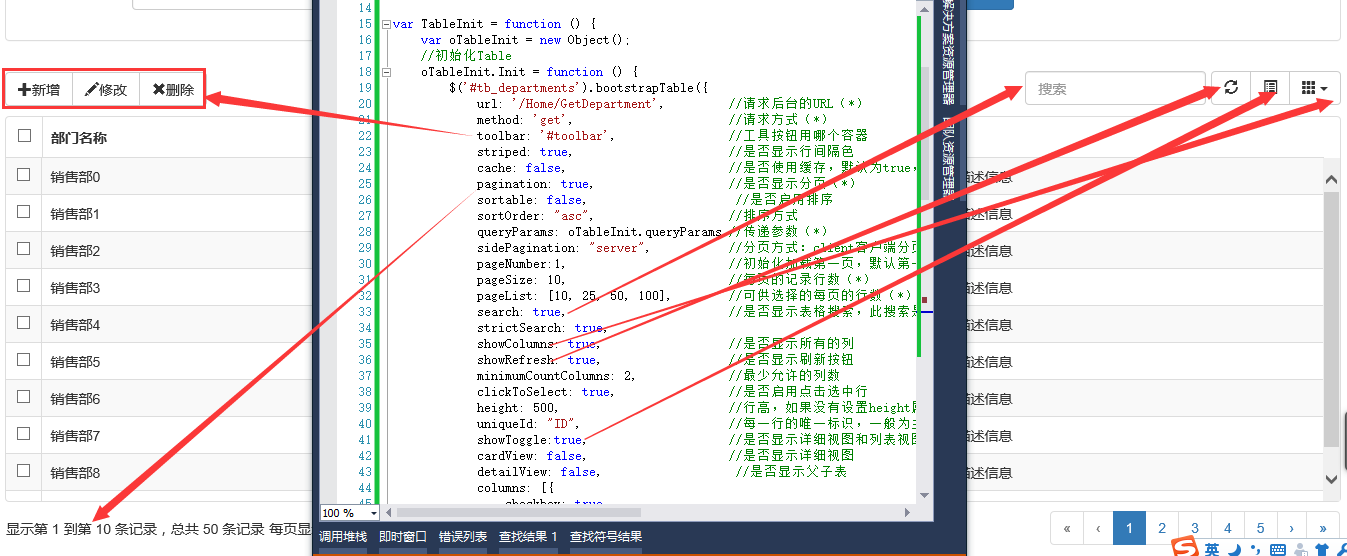 新增 修改 删除
部门名称
销售部0
销售部1
销售部2
销售部3
销售部4
销售部5
销售部6
销售部7
销售部8
显示第 1 到第 10 条记录，总共 50 条记录 每页显
14
15 var TableInit = function () {
16 var oTableInit = new Object();
17 //初始化Table
18 oTableInit.Init = function () {
19 $('#tb_departments').bootstrapTable({
20 url: '/Home/GetDepartment', //请求后台的URL（*）
21 method: 'get', //请求方式（*）
22 toolbar: '#toolbar', //工具按钮用哪个容器
23 striped: true, //是否显示行间隔色
24 cache: false, //是否使用缓存，默认为true，
25 pagination: true, //是否显示分页（*）
26 sortable: false, //是否启用排序
27 sortOrder: "asc", //排序方式
28 queryParams: oTableInit.queryParams,//传递参数（*）
29 sidePagination: "server", //分页方式：client客户端分页
30 pageNumber:1, //初始化加载第一页，默认第一
31 pageSize: 10, //每页的记录行数（*）
32 pageList: [10, 25, 50, 100], //可供选择的每页的行数（*）
33 search: true, //是否显示表格搜索，此搜索是
34 strictSearch: true,
35 showColumns: true, //是否显示所有的列
36 showRefresh: true, //是否显示刷新按钮
37 minimumCountColumns: 2, //最少允许的列数
38 clickToSelect: true, //是否启用点击选中行
39 height: 500, //行高，如果没有设置height属
40 uniqueId: "ID", //每一行的唯一标识，一般为主
41 showToggle:true, //是否显示详细视图和列表视图
42 cardView: false, //是否显示详细视图
43 detailView: false, //是否显示父子表
44 columns: [{
45 checkbox: true
100 %
调用堆栈 即时窗口 错误列表 查找结果 1 查找符号结果
解决方案资源管理器
团队资源管理器
搜索
描述信息
描述信息
描述信息
描述信息
描述信息
描述信息
描述信息
描述信息
描述信息
« ‹ 1 2 3 4 5 › »
S 英